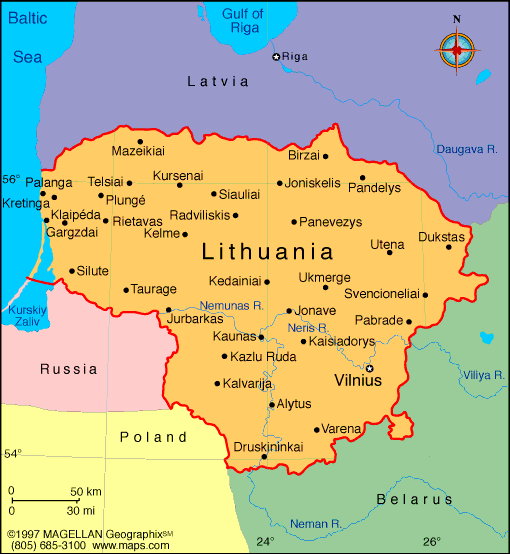 Baltic
Sea
Gulf of
Riga
N
Riga
Latvia
Daugava R.
Mazeikiai
Birzai
56°
Palanga
Telsiai
Kursenai
Joniskelis
Pandelys
Kretinga
Plungé
Siauliai
Klaipéda
Rietavas
Radviliskis
Panevezys
Gargzdai
Kelme
Dukstas
Lithuania
Utena
Silute
Kedainiai
Ukmerge
Taurage
Svencioneliai
Nemunas R.
Kurskiy
Zaliv
Jurbarkas
Jonave
Pabrade
Neris R.
Kaunas
Kaisiadorys
Russia
Kazlu Ruda
Vilnius
Viliya R.
Kalvarija
Alytus
Poland
Varena
Druskininkai
54°
0 50 km
0 30 mi
Belarus
Neman R.
©1997 MAGELLAN Geographix℠
(805) 685-3100 www.maps.com
24°
26°